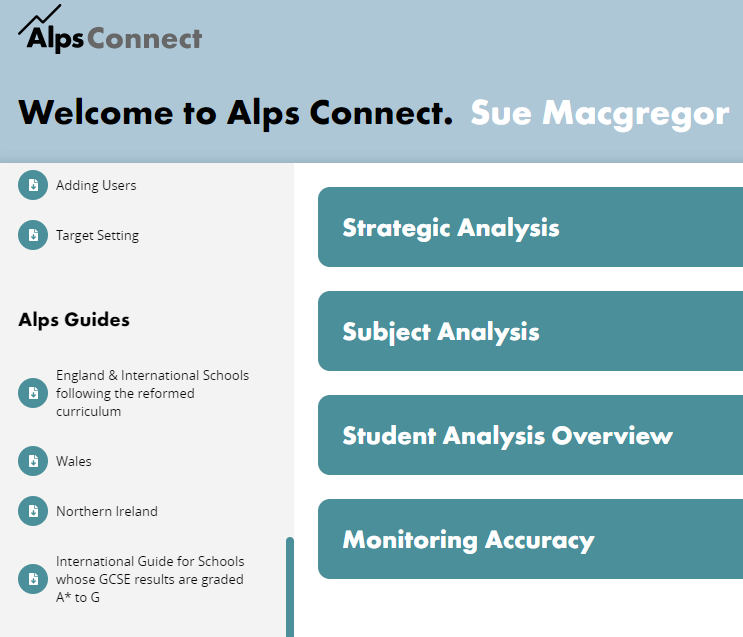 Alps Connect
Welcome to Alps Connect. Sue Macgregor
Adding Users
Target Setting
Alps Guides
England & International Schools
following the reformed
curriculum
Wales
Northern Ireland
International Guide for Schools
whose GCSE results are graded
A* to G
Strategic Analysis
Subject Analysis
Student Analysis Overview
Monitoring Accuracy